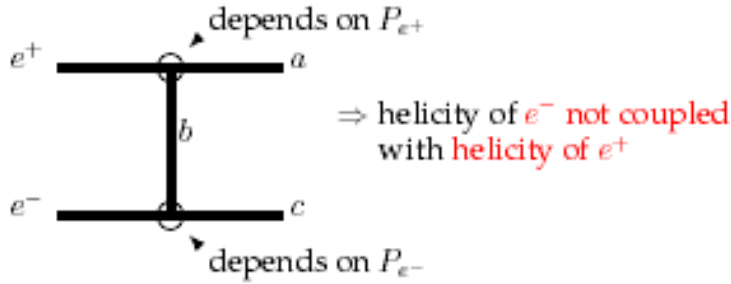 depends on P_{e^+}
e^+
a
b
⇒ helicity of e^- not coupled
with helicity of e^+
e^-
c
depends on P_{e^-}